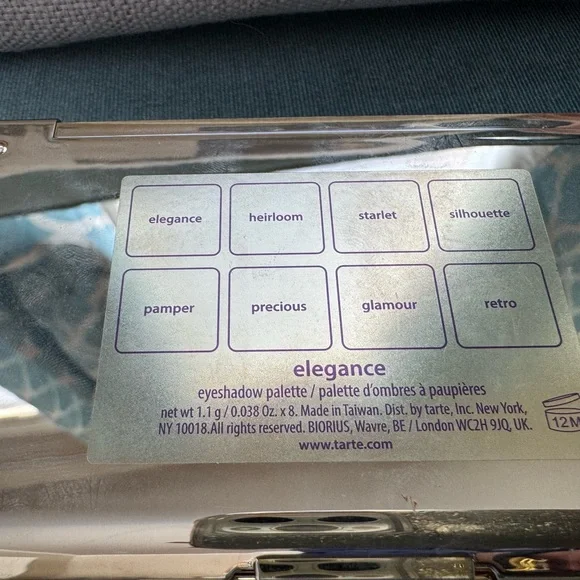 elegance heirloom starlet silhouette
pamper precious glamour retro
elegance
eyeshadow palette / palette d'ombres à paupières
net wt 1.1 g / 0.038 Oz. x 8. Made in Taiwan. Dist. by tarte, Inc. New York,
NY 10018.All rights reserved. BIORIUS, Wavre, BE / London WC2H 9JQ, UK.
www.tarte.com
12M